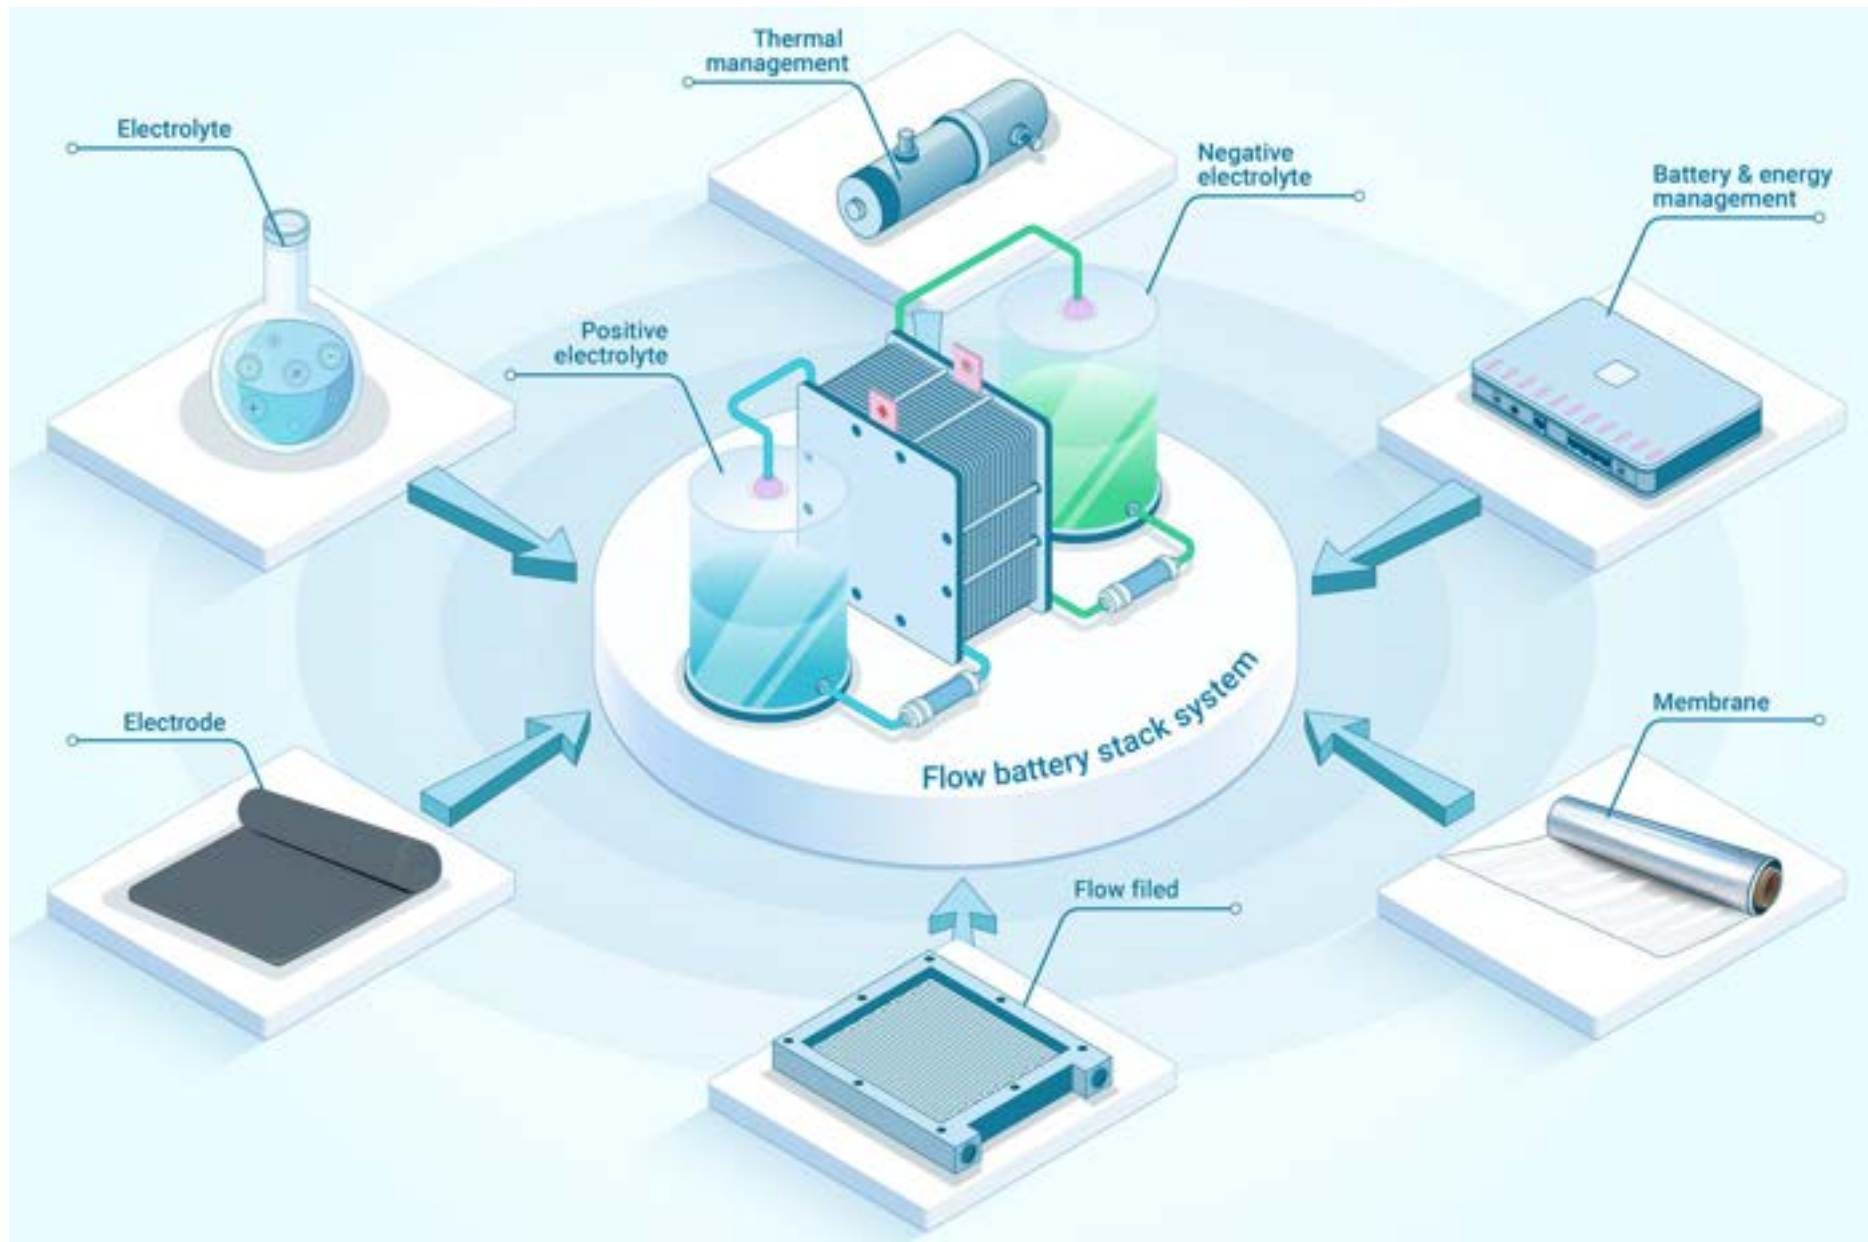 Thermal
management
Electrolyte
Negative
electrolyte
Battery & energy
management
Positive
electrolyte
Flow battery stack system
Electrode
Membrane
Flow filed